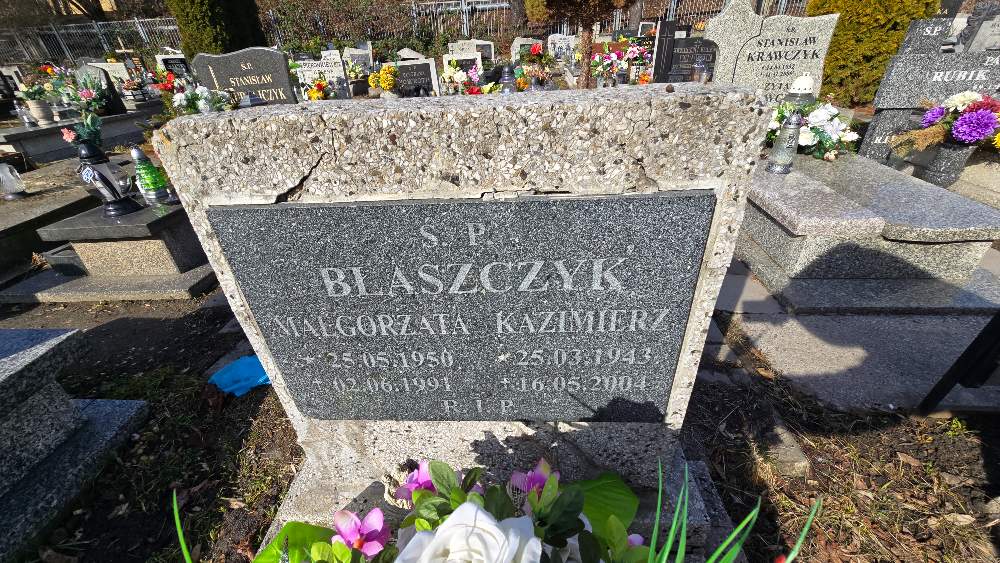 S. P.
BŁASZCZYK
MAŁGORZATA KAZIMIERZ
* 25.05.1950 * 25.03.1943
+ 02.06.1991 + 16.05.2004
R.I.P.
S.P.
STANISŁAW
S.P.
STANISŁAW
KRAWCZYK
S.P.
RUBIK